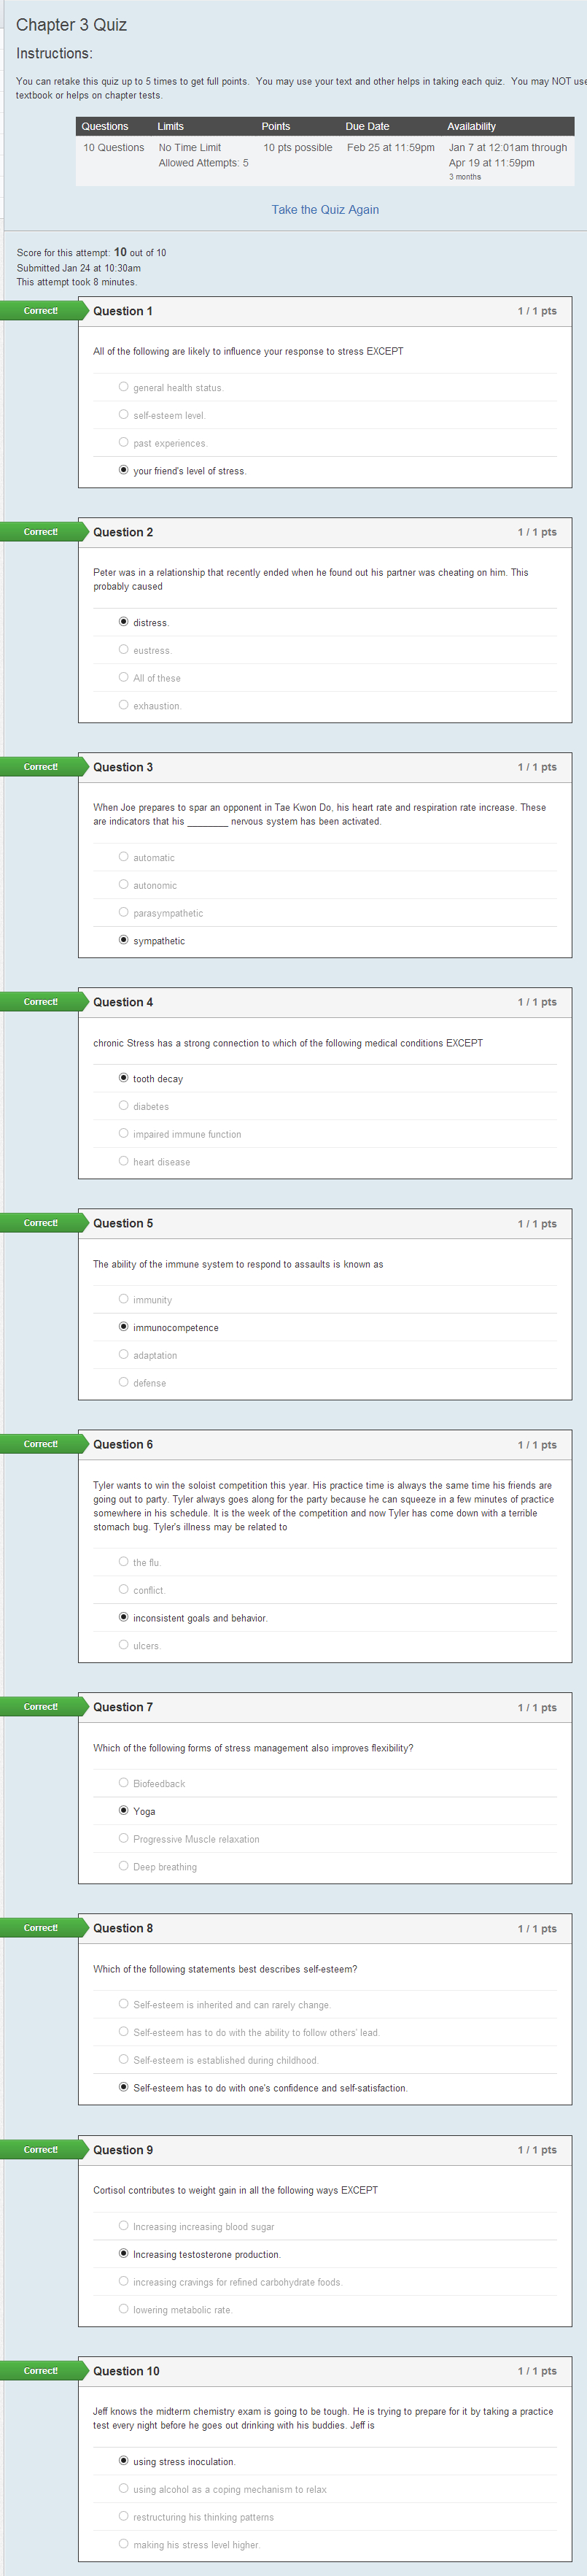 Chapter 3 Quiz
Instructions:
You can retake this quiz up to 5 times to get full points. You may use your text and other helps in taking each quiz. You may NOT use
textbook or helps on chapter tests.
Questions Limits Points Due Date Availability
10 Questions No Time Limit 10 pts possible Feb 25 at 11:59pm Jan 7 at 12:01am through
Allowed Attempts: 5 Apr 19 at 11:59pm
3 months
Take the Quiz Again
Score for this attempt: 10 out of 10
Submitted Jan 24 at 10:30am
This attempt took 8 minutes.
Correct! Question 1 1 / 1 pts
All of the following are likely to influence your response to stress EXCEPT
general health status.
self-esteem level.
past experiences.
your friend's level of stress.
Correct! Question 2 1 / 1 pts
Peter was in a relationship that recently ended when he found out his partner was cheating on him. This
probably caused
distress.
eustress.
All of these
exhaustion.
Correct! Question 3 1 / 1 pts
When Joe prepares to spar an opponent in Tae Kwon Do, his heart rate and respiration rate increase. These
are indicators that his ________ nervous system has been activated.
automatic
autonomic
parasympathetic
sympathetic
Correct! Question 4 1 / 1 pts
chronic Stress has a strong connection to which of the following medical conditions EXCEPT
tooth decay
diabetes
impaired immune function
heart disease
Correct! Question 5 1 / 1 pts
The ability of the immune system to respond to assaults is known as
immunity
immunocompetence
adaptation
defense
Correct! Question 6 1 / 1 pts
Tyler wants to win the soloist competition this year. His practice time is always the same time his friends are
going out to party. Tyler always goes along for the party because he can squeeze in a few minutes of practice
somewhere in his schedule. It is the week of the competition and now Tyler has come down with a terrible
stomach bug. Tyler's illness may be related to
the flu.
conflict.
inconsistent goals and behavior.
ulcers.
Correct! Question 7 1 / 1 pts
Which of the following forms of stress management also improves flexibility?
Biofeedback
Yoga
Progressive Muscle relaxation
Deep breathing
Correct! Question 8 1 / 1 pts
Which of the following statements best describes self-esteem?
Self-esteem is inherited and can rarely change.
Self-esteem has to do with the ability to follow others' lead.
Self-esteem is established during childhood.
Self-esteem has to do with one's confidence and self-satisfaction.
Correct! Question 9 1 / 1 pts
Cortisol contributes to weight gain in all the following ways EXCEPT
Increasing increasing blood sugar
Increasing testosterone production.
increasing cravings for refined carbohydrate foods.
lowering metabolic rate.
Correct! Question 10 1 / 1 pts
Jeff knows the midterm chemistry exam is going to be tough. He is trying to prepare for it by taking a practice
test every night before he goes out drinking with his buddies. Jeff is
using stress inoculation.
using alcohol as a coping mechanism to relax
restructuring his thinking patterns
making his stress level higher.